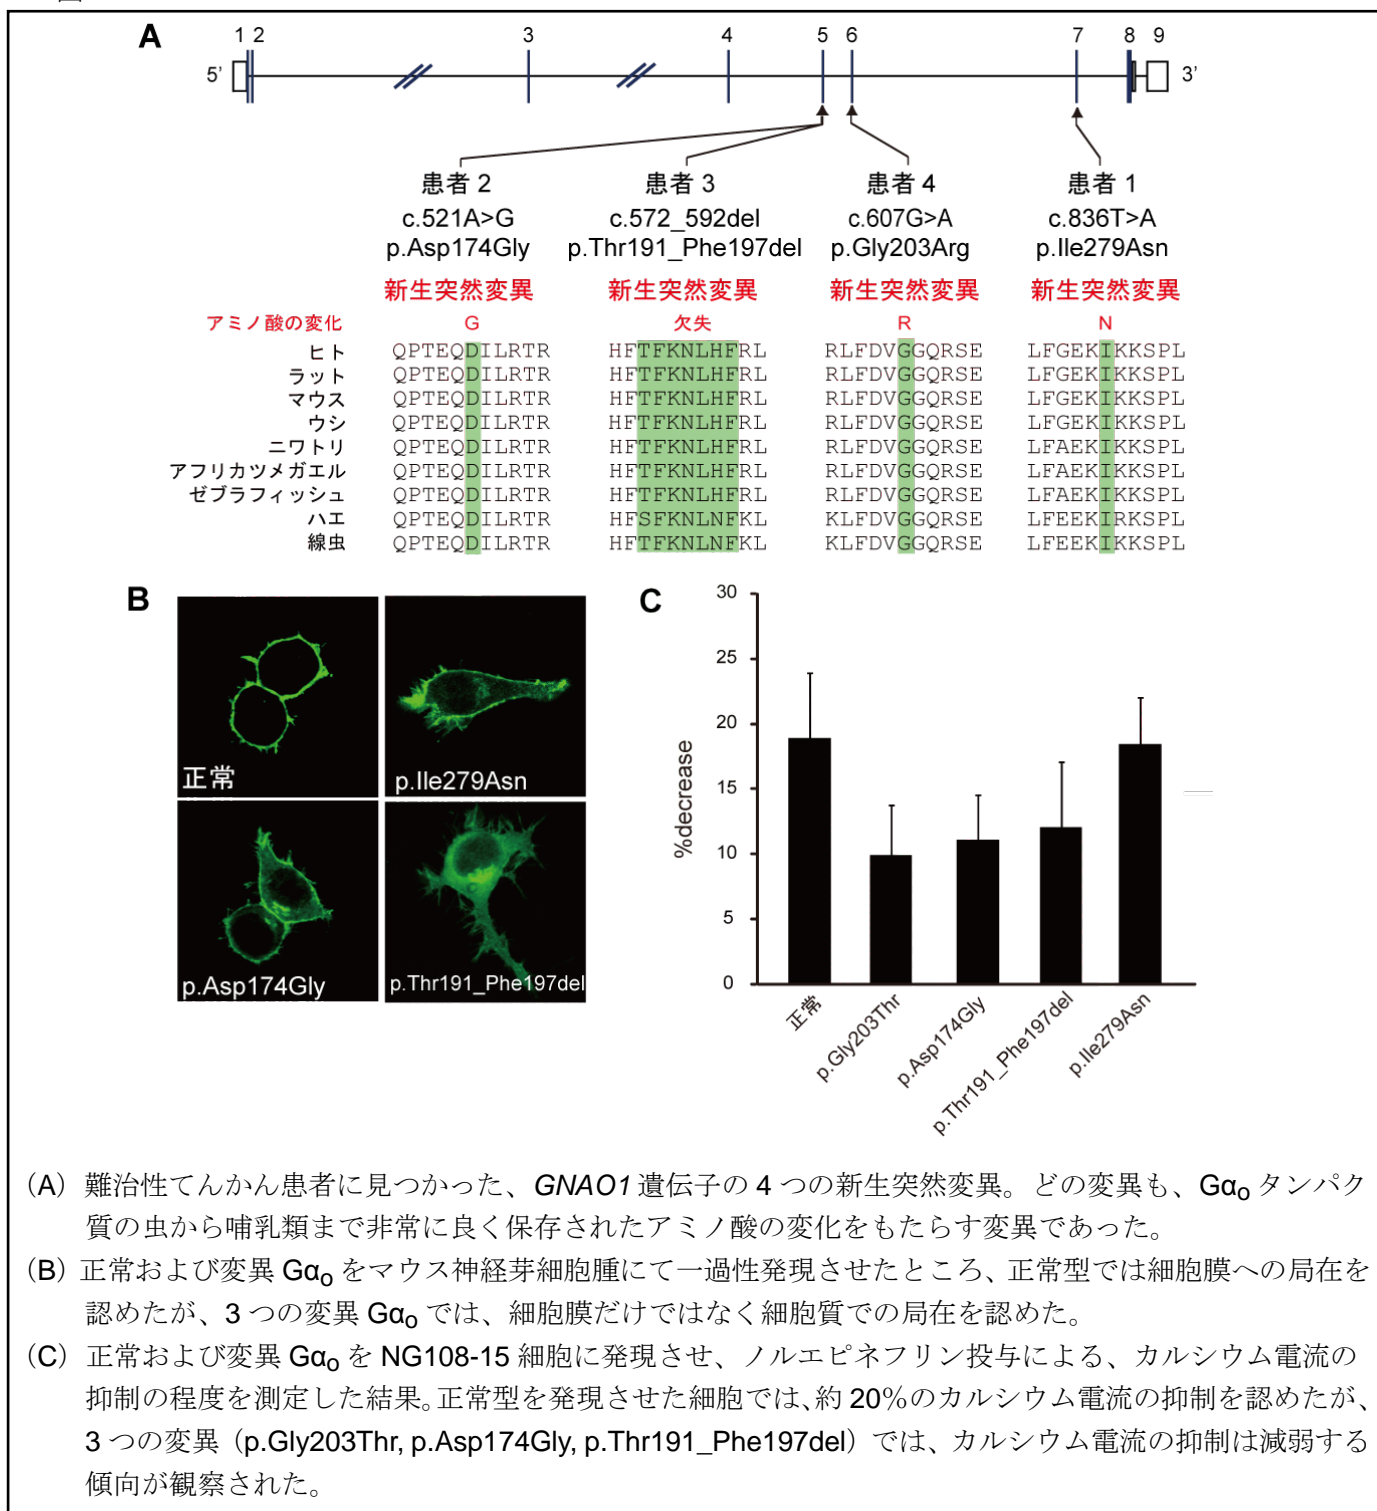 A
1 2 3 4 5 6 7 8 9
5’ 3’
患者 2 患者 3 患者 4 患者 1
c.521A>G c.572_592del c.607G>A c.836T>A
p.Asp174Gly p.Thr191_Phe197del p.Gly203Arg p.Ile279Asn
新生突然変異 新生突然変異 新生突然変異 新生突然変異
アミノ酸の変化 G 欠失 R N
ヒト QPTEQDILRTR HFTFKNLHFRL RLFDVGGQRSE LFGEKIKKSPL
ラット QPTEQDILRTR HFTFKNLHFRL RLFDVGGQRSE LFGEKIKKSPL
マウス QPTEQDILRTR HFTFKNLHFRL RLFDVGGQRSE LFGEKIKKSPL
ウシ QPTEQDILRTR HFTFKNLHFRL RLFDVGGQRSE LFGEKIKKSPL
ニワトリ QPTEQDILRTR HFTFKNLHFRL RLFDVGGQRSE LFAEKIKKSPL
アフリカツメガエル QPTEQDILRTR HFTFKNLHFRL RLFDVGGQRSE LFAEKIKKSPL
ゼブラフィッシュ QPTEQDILRTR HFTFKNLHFRL RLFDVGGQRSE LFAEKIKKSPL
ハエ QPTEQDILRTR HFSFKNLNFKL KLFDVGGQRSE LFEEKIRKSPL
線虫 QPTEQDILRTR HFTFKNLNFKL KLFDVGGQRSE LFEEKIKKSPL
B
正常
p.Ile279Asn
p.Asp174Gly
p.Thr191_Phe197del
C
%decrease
30
25
20
15
10
5
0
正常
p.Gly203Thr
p.Asp174Gly
p.Thr191_Phe197del
p.Ile279Asn
（A）難治性てんかん患者に見つかった、GNAO1 遺伝子の 4 つの新生突然変異。どの変異も、Gαo タンパク
質の虫から哺乳類まで非常に良く保存されたアミノ酸の変化をもたらす変異であった。
（B）正常および変異 Gαo をマウス神経芽細胞腫にて一過性発現させたところ、正常型では細胞膜への局在を
認めたが、3 つの変異 Gαo では、細胞膜だけではなく細胞質での局在を認めた。
（C）正常および変異 Gαo を NG108-15 細胞に発現させ、ノルエピネフリン投与による、カルシウム電流の
抑制の程度を測定した結果。正常型を発現させた細胞では、約 20％のカルシウム電流の抑制を認めたが、
3 つの変異（p.Gly203Thr, p.Asp174Gly, p.Thr191_Phe197del）では、カルシウム電流の抑制は減弱する
傾向が観察された。